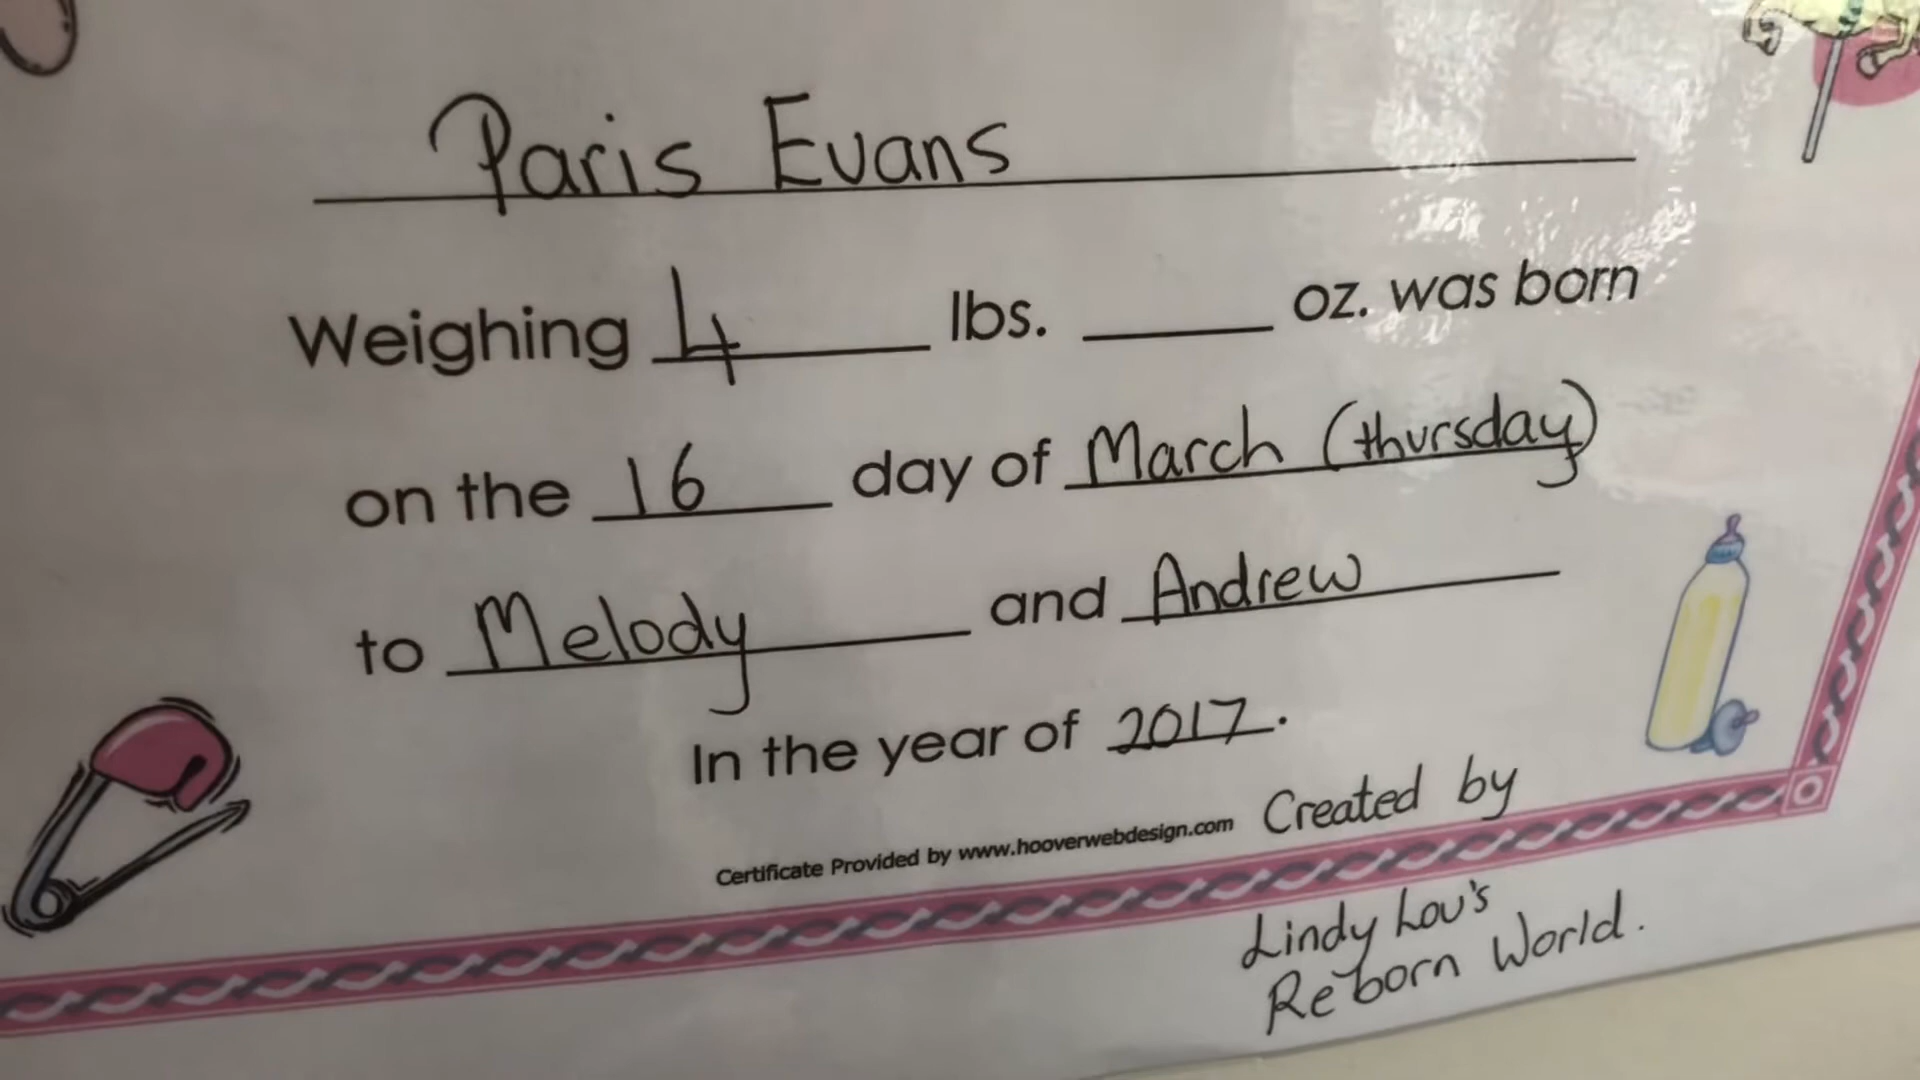 Paris Evans
Weighing 4 lbs. ____ oz. was born
on the 16 day of March (thursday)
to Melody and Andrew
In the year of 2017.
Certificate Provided by www.hooverwebdesign.com
Created by
Lindy Lou's
Reborn World.